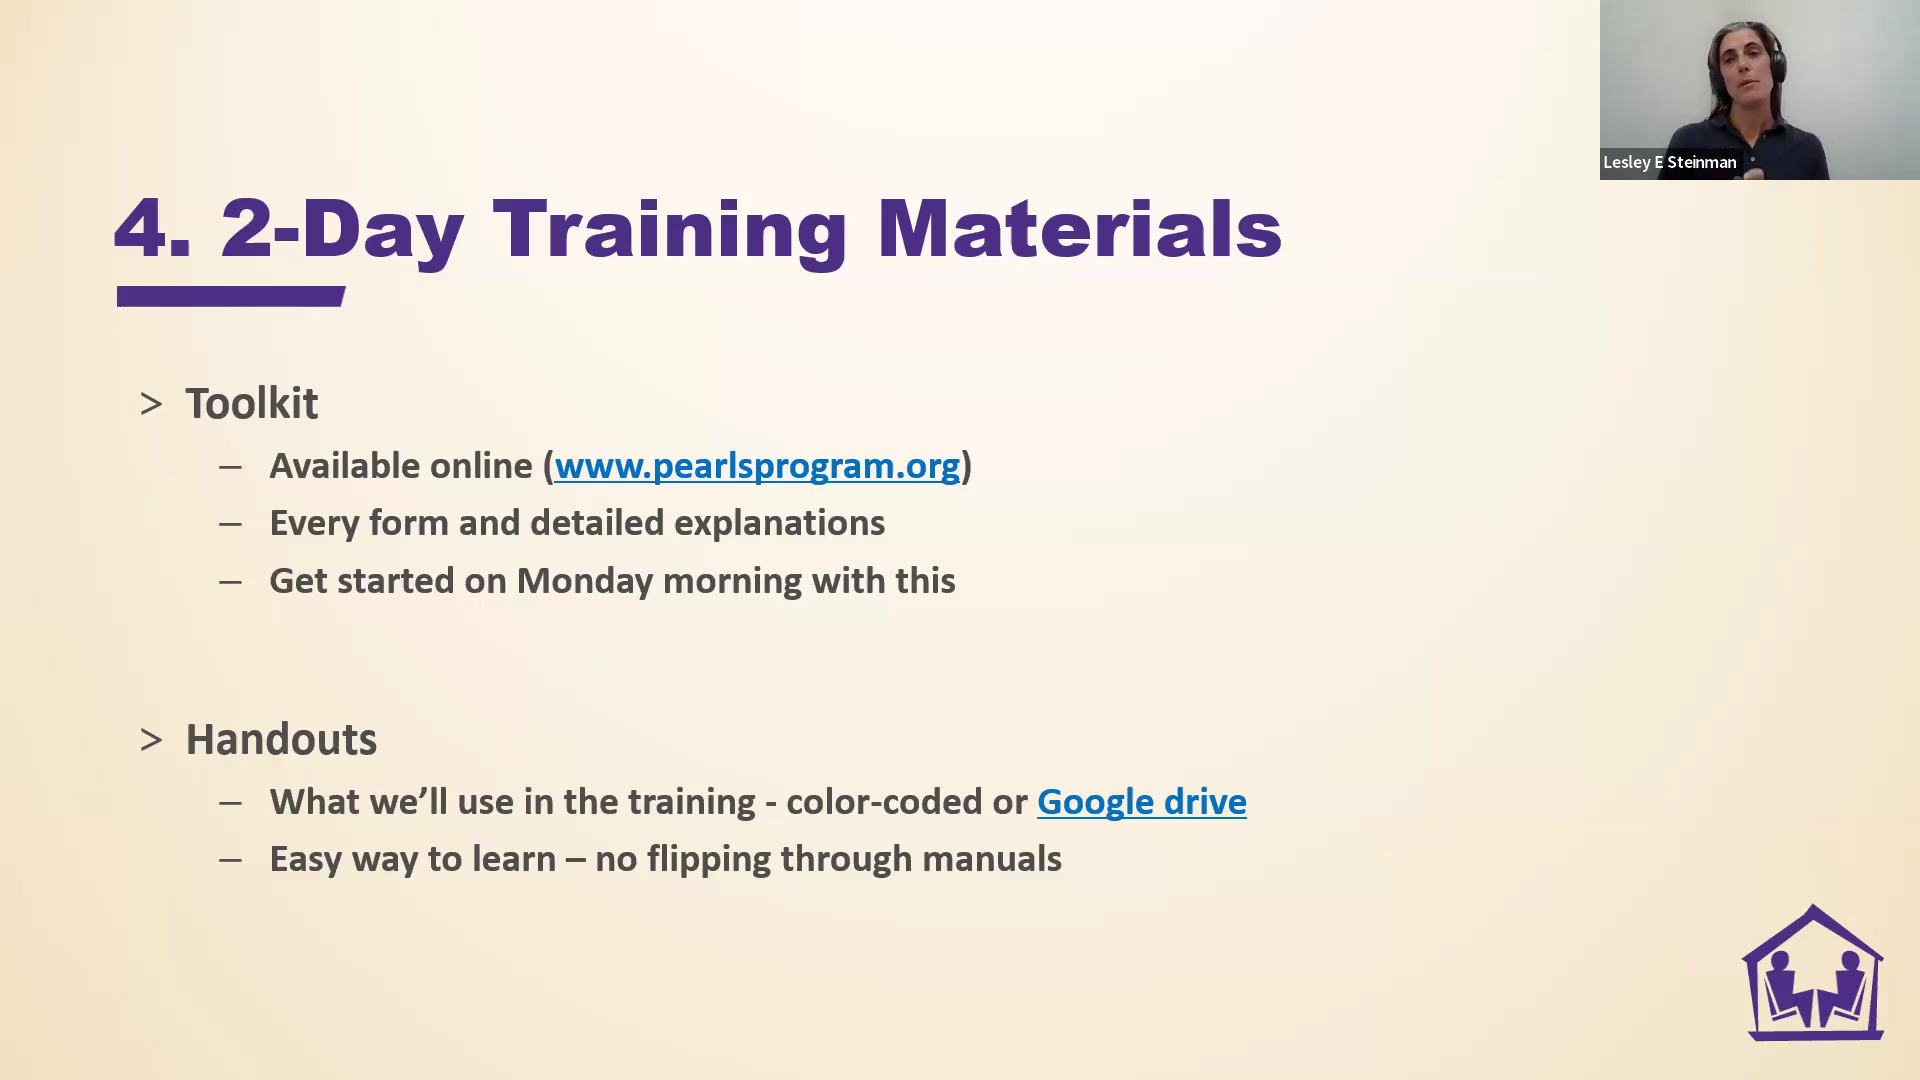 Lesley E Steinman
4. 2-Day Training Materials
> Toolkit
– Available online (www.pearlsprogram.org)
– Every form and detailed explanations
– Get started on Monday morning with this
> Handouts
– What we’ll use in the training - color-coded or Google drive
– Easy way to learn – no flipping through manuals